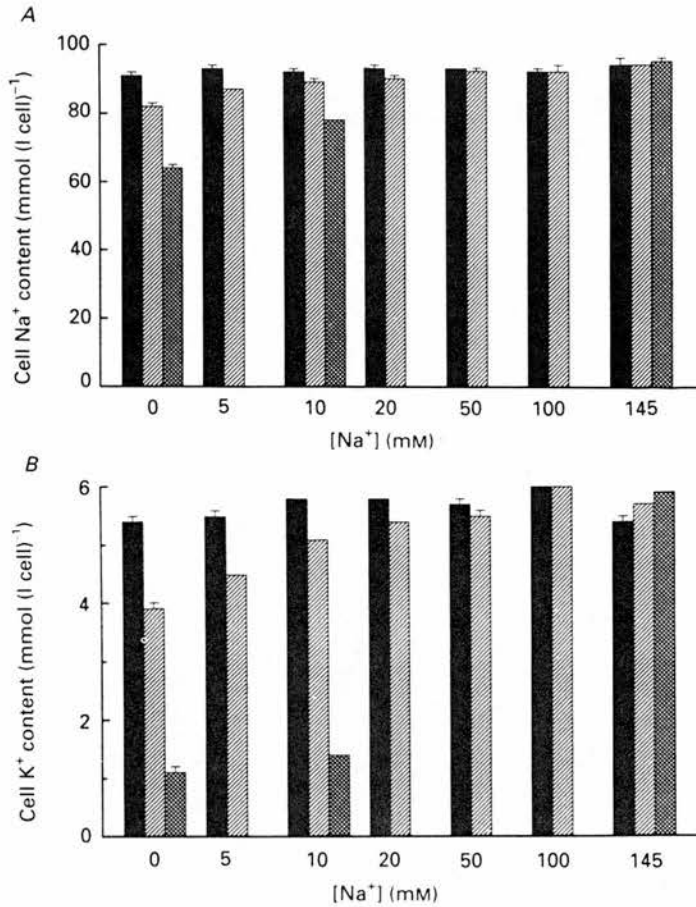 A
Cell Na⁺ content (mmol (l cell)⁻¹)
100
80
60
40
20
0
0 5 10 20 50 100 145
[Na⁺] (mM)
B
Cell K⁺ content (mmol (l cell)⁻¹)
6
4
2
0
0 5 10 20 50 100 145
[Na⁺] (mM)